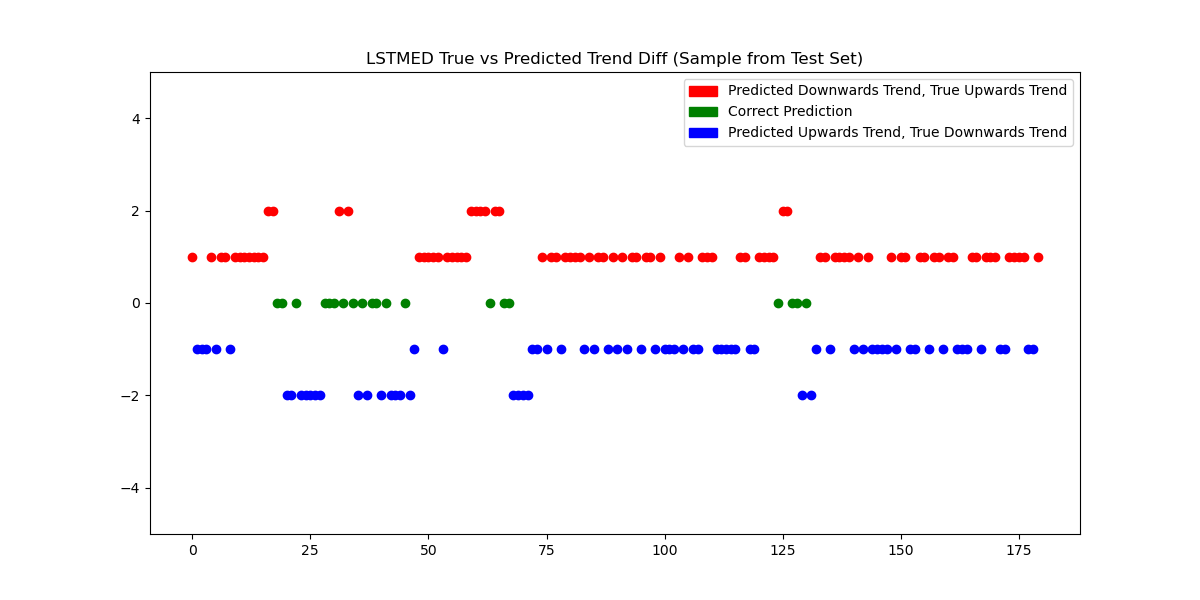 LSTMED True vs Predicted Trend Diff (Sample from Test Set)
Predicted Downwards Trend, True Upwards Trend
Correct Prediction
Predicted Upwards Trend, True Downwards Trend
4
2
0
−2
−4
0 25 50 75 100 125 150 175